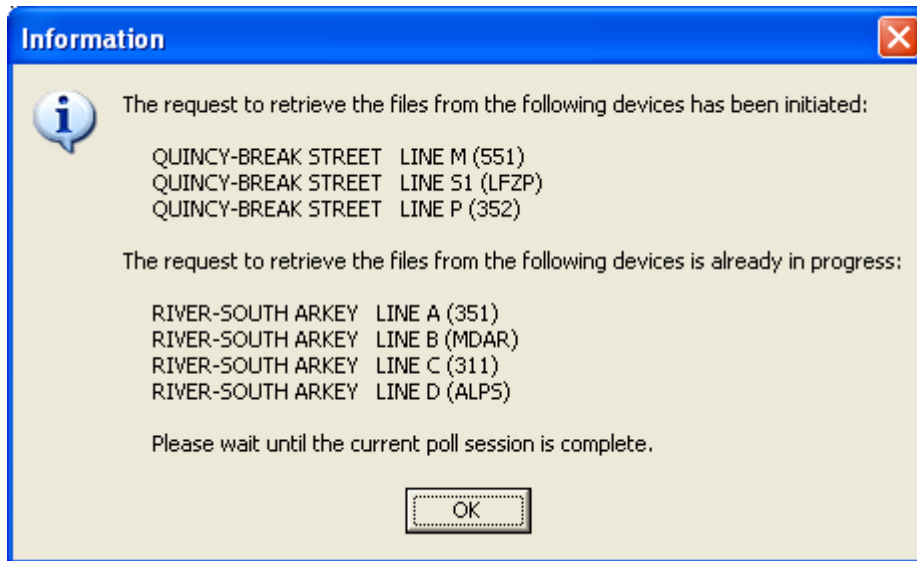 Information
The request to retrieve the files from the following devices has been initiated:
QUINCY-BREAK STREET LINE M (551)
QUINCY-BREAK STREET LINE S1 (LFZP)
QUINCY-BREAK STREET LINE P (352)
The request to retrieve the files from the following devices is already in progress:
RIVER-SOUTH ARKEY LINE A (351)
RIVER-SOUTH ARKEY LINE B (MDAR)
RIVER-SOUTH ARKEY LINE C (311)
RIVER-SOUTH ARKEY LINE D (ALPS)
Please wait until the current poll session is complete.
OK